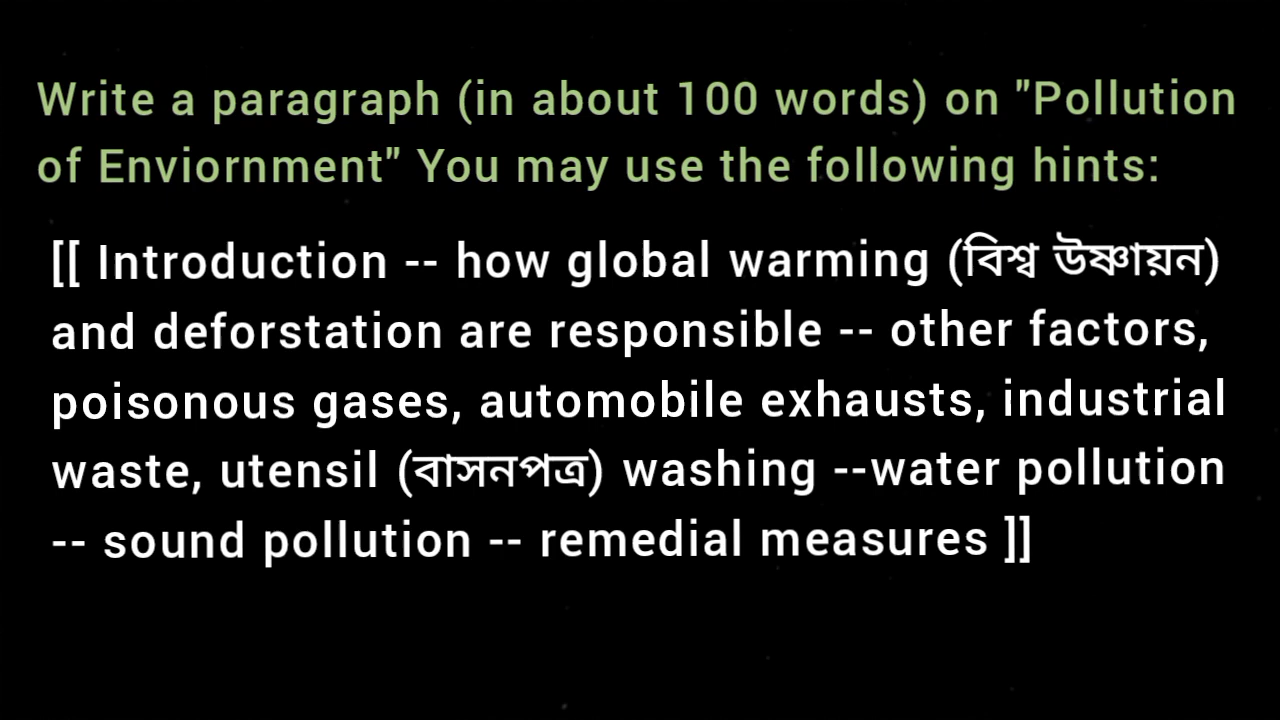 Write a paragraph (in about 100 words) on "Pollution
of Enviornment" You may use the following hints:
[[ Introduction -- how global warming (বিশ্ব উষ্ণায়ন)
and deforstation are responsible -- other factors,
poisonous gases, automobile exhausts, industrial
waste, utensil (বাসনপত্র) washing --water pollution
-- sound pollution -- remedial measures ]]